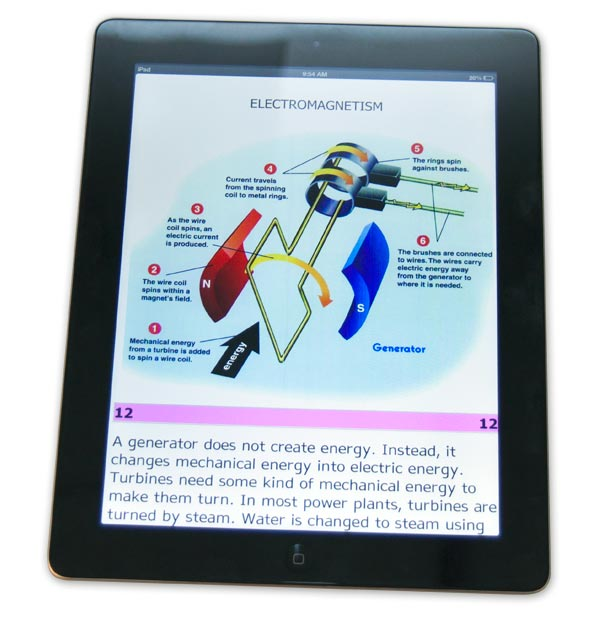 iPad
9:34 AM
20%
ELECTROMAGNETISM
4
Current travels
from the spinning
coil to metal rings.
5
The rings spin
against brushes.
3
As the wire
coil spins, an
electric current
is produced.
6
The brushes are connected
to wires. The wires carry
electric energy away
from the generator to
where it is needed.
2
The wire coil
spins within a
magnet's field.
N
S
1
Mechanical energy
from a turbine is added
to spin a wire coil.
energy
Generator
12 12
A generator does not create energy. Instead, it
changes mechanical energy into electric energy.
Turbines need some kind of mechanical energy to
make them turn. In most power plants, turbines are
turned by steam. Water is changed to steam using